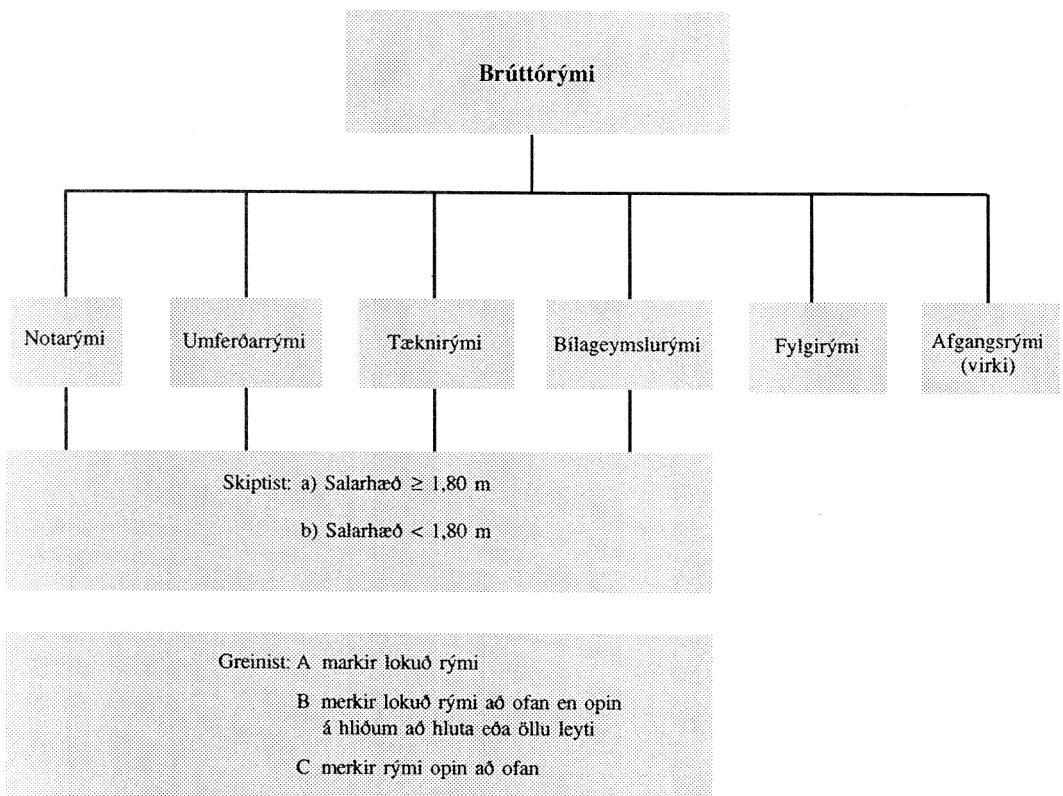 Brúttórými
Notarými
Umferðarrými
Tæknirými
Bílageymslurými
Fylgirými
Afgangsrými
(virki)
Skiptist: a) Salarhæð ≥ 1,80 m
b) Salarhæð < 1,80 m
Greinist: A markir lokuð rými
B merkir lokuð rými að ofan en opin
á hliðum að hluta eða öllu leyti
C merkir rými opin að ofan